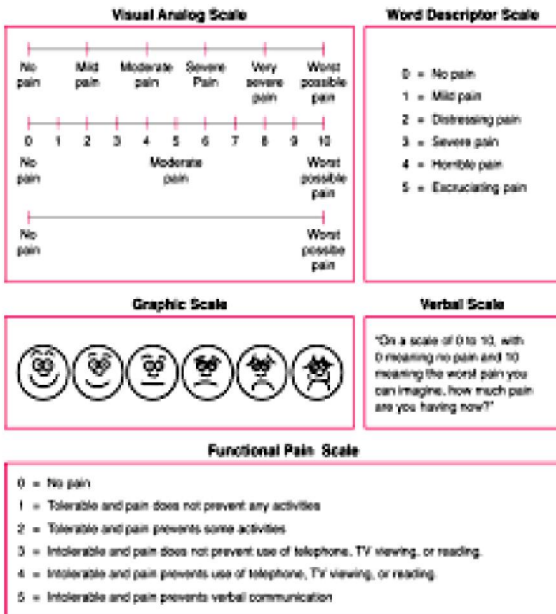 Visual Analog Scale
No pain
Mild pain
Moderate pain
Severe Pain
Very severe pain
Worst possible pain
0 1 2 3 4 5 6 7 8 9 10
No pain
Moderate pain
Worst possible pain
No pain
Worst possible pain
Word Descriptor Scale
0 = No pain
1 = Mild pain
2 = Distressing pain
3 = Severe pain
4 = Horrible pain
5 = Excruciating pain
Graphic Scale
Verbal Scale
"On a scale of 0 to 10, with
0 meaning no pain and 10
meaning the worst pain you
can imagine, how much pain
are you having now?"
Functional Pain Scale
0 = No pain
1 = Tolerable and pain does not prevent any activities
2 = Tolerable and pain prevents some activities
3 = Intolerable and pain does not prevent use of telephone, TV viewing, or reading.
4 = Intolerable and pain prevents use of telephone, TV viewing, or reading.
5 = Intolerable and pain prevents verbal communication